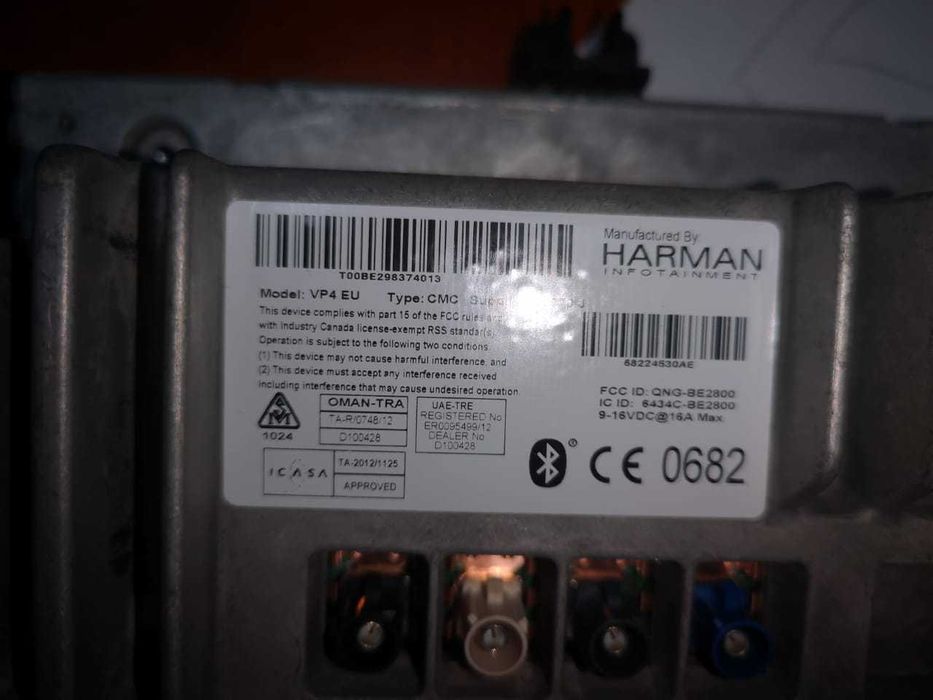 T00BE298374013
Manufactured By
HARMAN
INFOTAINMENT
Model: VP4 EU Type: CMC
This device complies with part 15 of the FCC rules and
with Industry Canada license-exempt RSS standar(s).
Operation is subject to the following two conditions:
(1) This device may not cause harmful interference, and
(2) This device must accept any interference received
including interference that may cause undesired operation.
68224530AE
FCC ID: QNG-BE2800
IC ID: 6434C-BE2800
9-16VDC@16A Max.
1024
OMAN-TRA
TA-R/0748/12
D100428
UAE-TRE
REGISTERED No
ER0095499/12
DEALER No
D100428
ICASA
TA-2012/1125
APPROVED
®
CE 0682